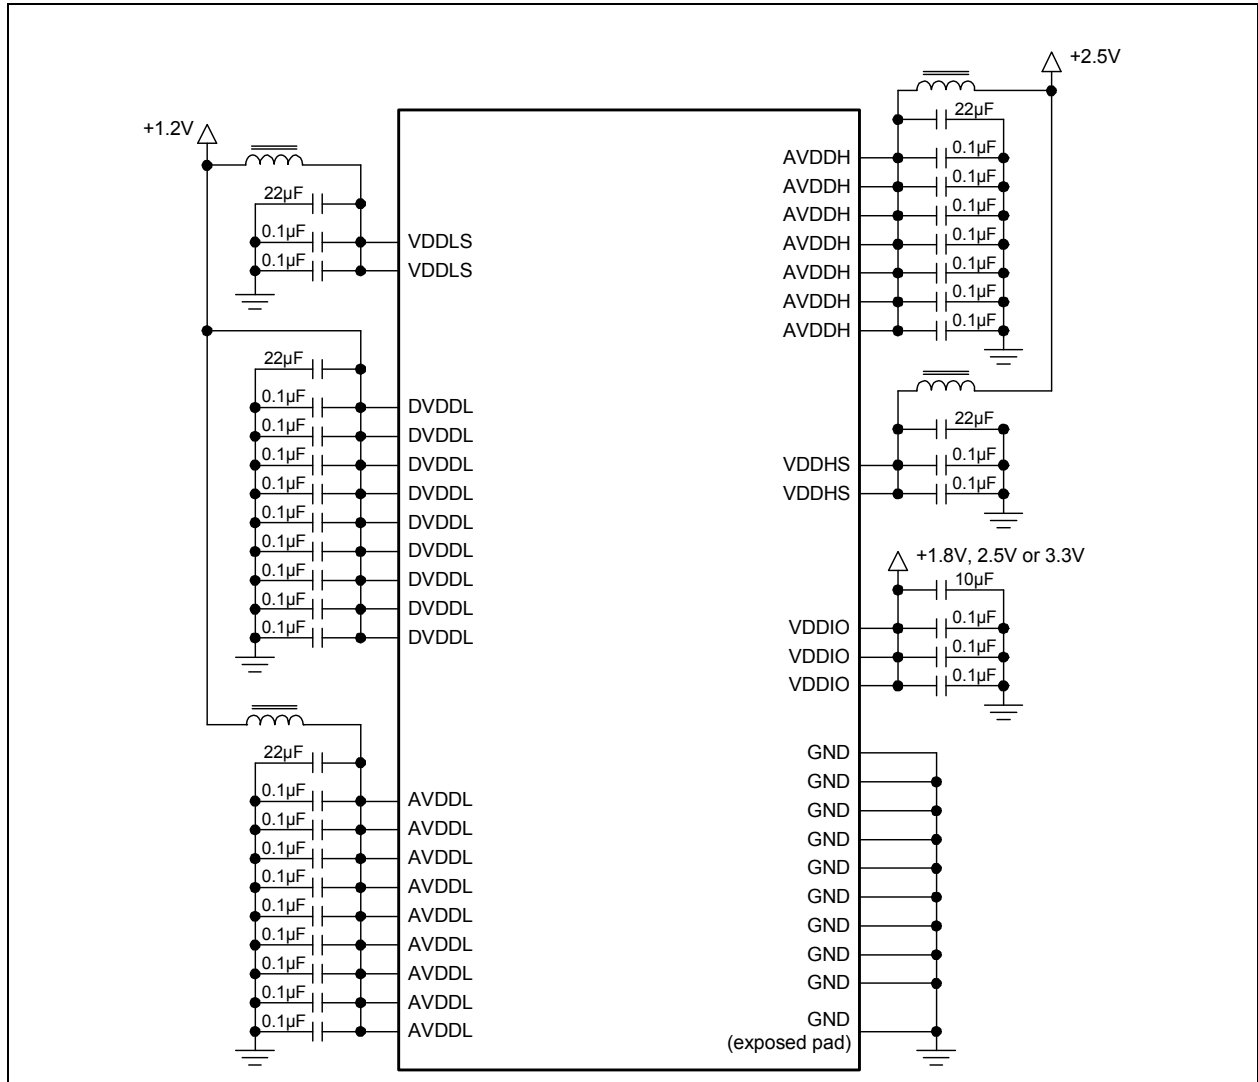 +2.5V
22µF
0.1µF
AVDDH
0.1µF
AVDDH
0.1µF
AVDDH
0.1µF
AVDDH
0.1µF
AVDDH
0.1µF
AVDDH
0.1µF
AVDDH
22µF
0.1µF
VDDHS
0.1µF
VDDHS
+1.8V, 2.5V or 3.3V
10µF
0.1µF
VDDIO
0.1µF
VDDIO
0.1µF
VDDIO
GND
GND
GND
GND
GND
GND
GND
GND
GND
GND
(exposed pad)
+1.2V
22µF
0.1µF
VDDLS
0.1µF
VDDLS
22µF
0.1µF
DVDDL
0.1µF
DVDDL
0.1µF
DVDDL
0.1µF
DVDDL
0.1µF
DVDDL
0.1µF
DVDDL
0.1µF
DVDDL
0.1µF
DVDDL
0.1µF
DVDDL
22µF
0.1µF
AVDDL
0.1µF
AVDDL
0.1µF
AVDDL
0.1µF
AVDDL
0.1µF
AVDDL
0.1µF
AVDDL
0.1µF
AVDDL
0.1µF
AVDDL
0.1µF
AVDDL